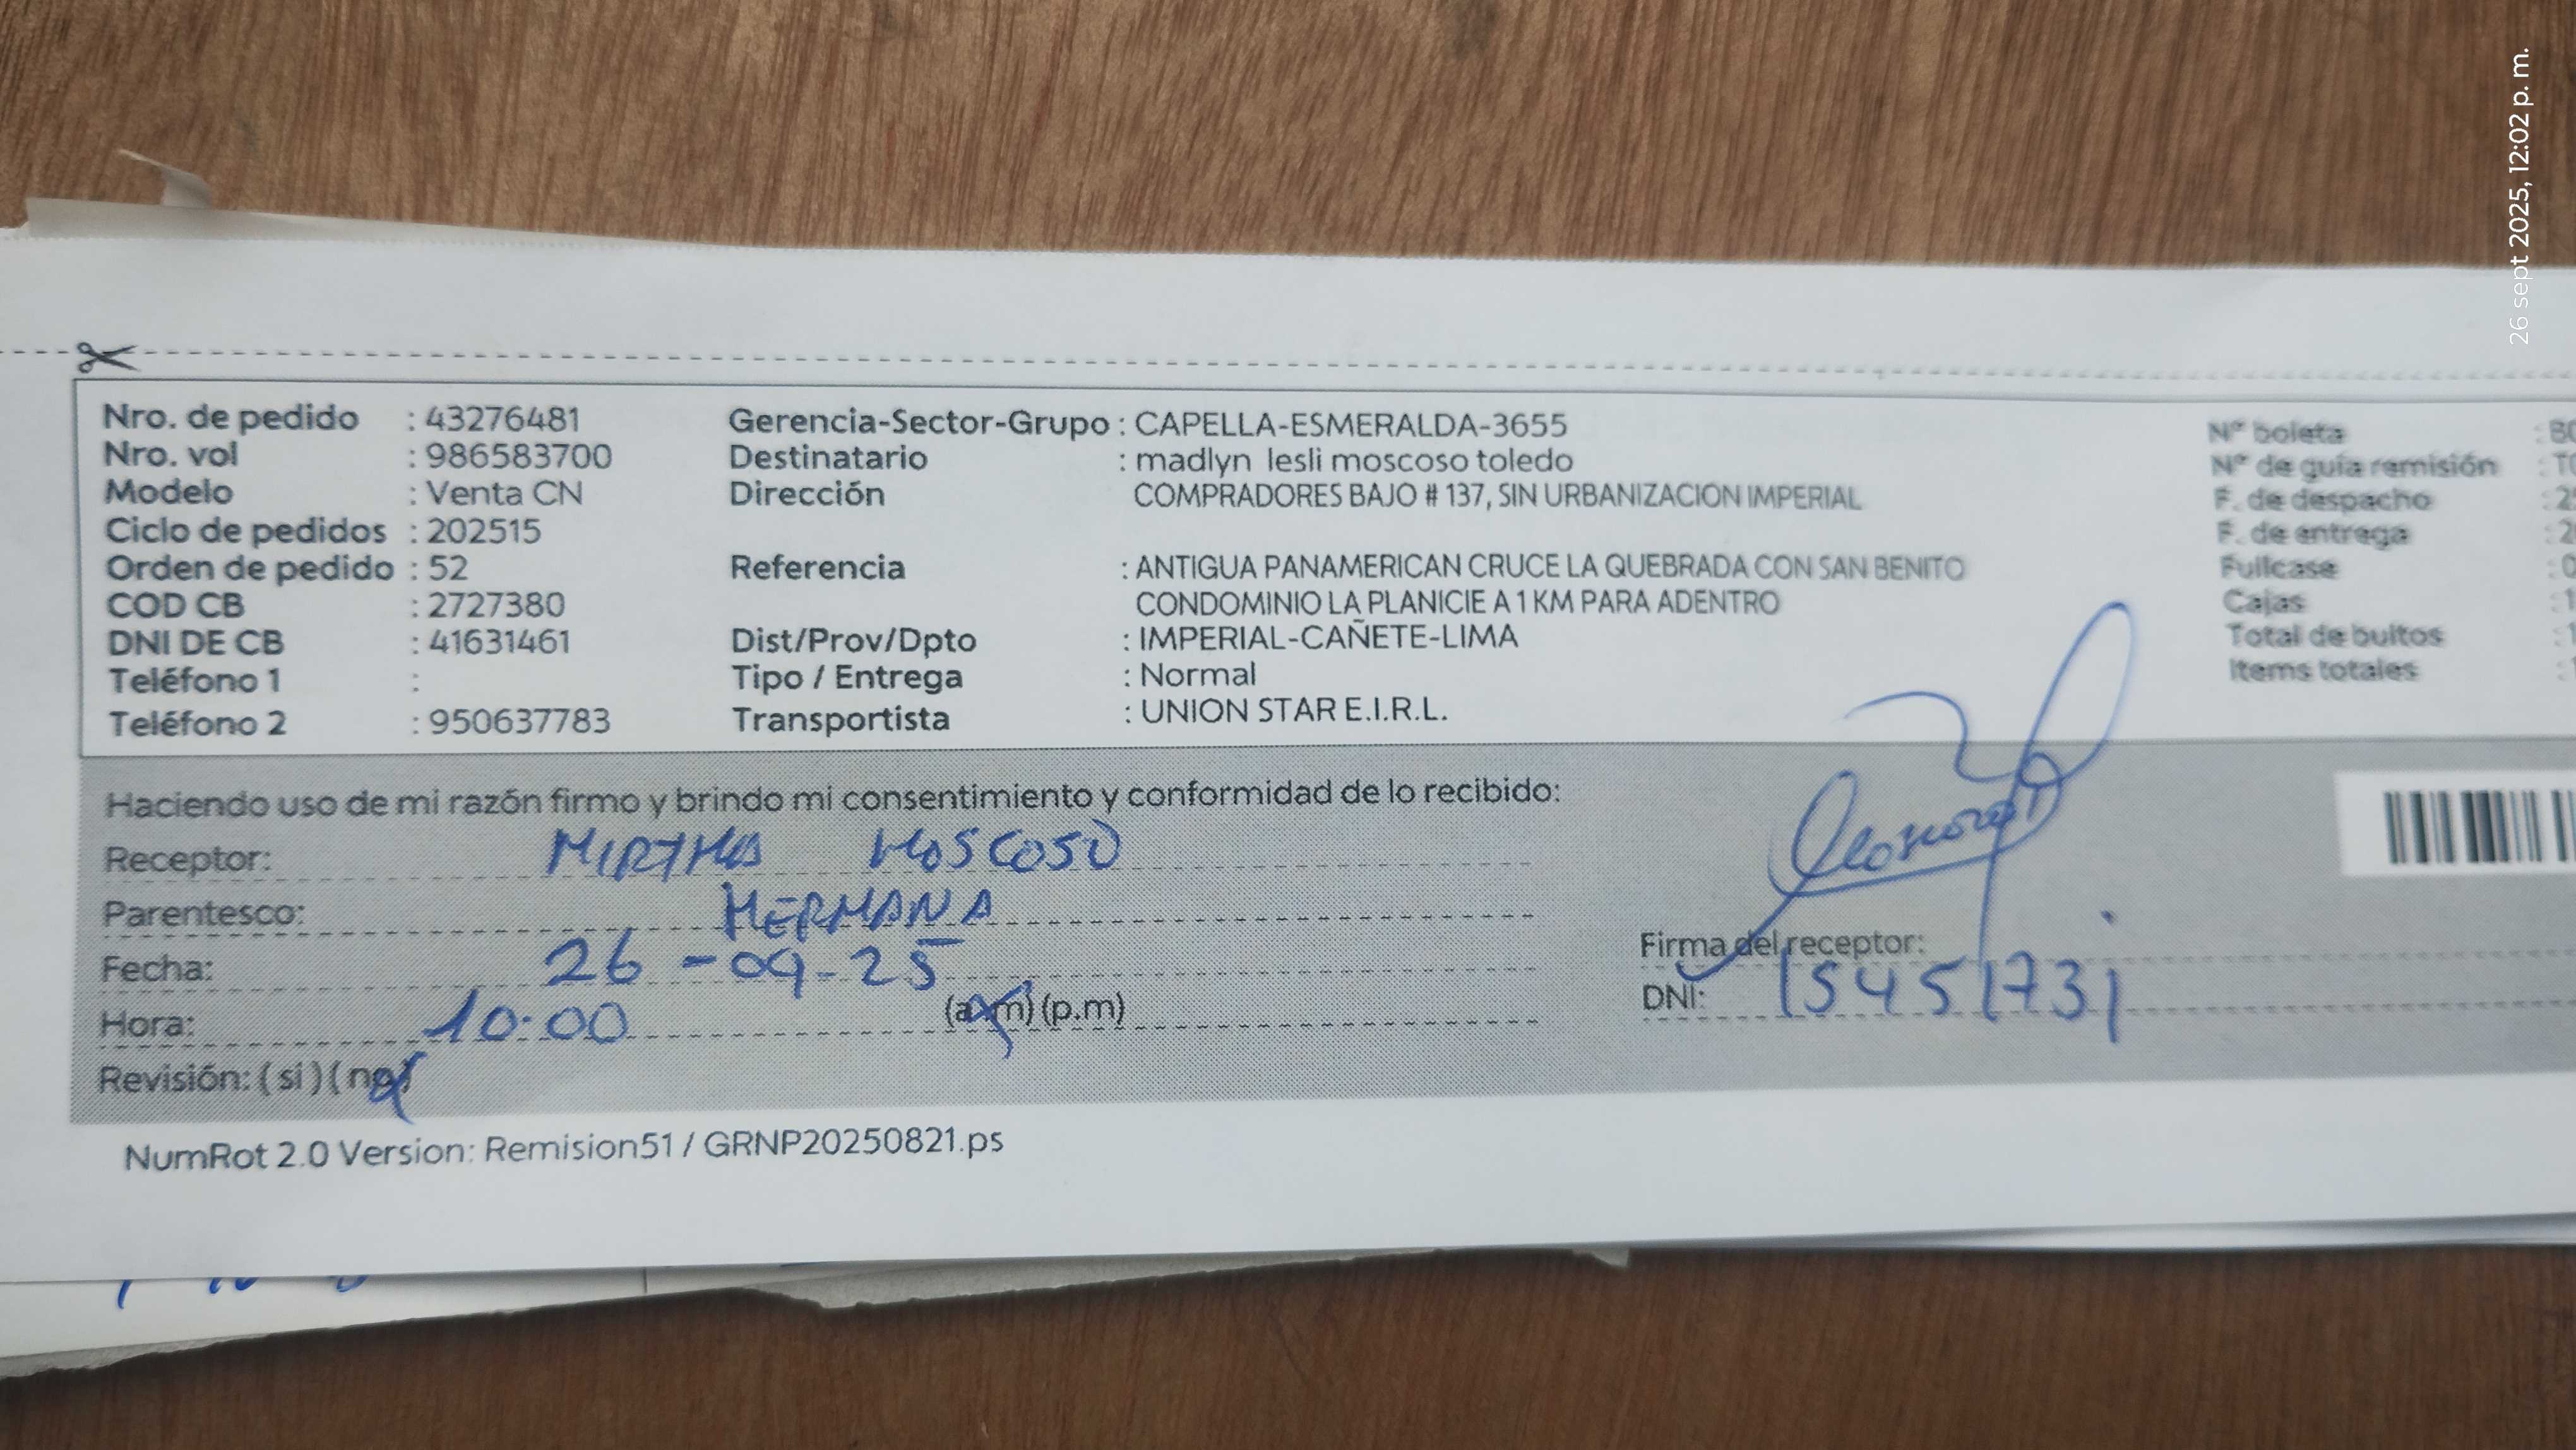 26 sept 2025, 12:02 p. m.
Nro. de pedido : 43276481
Nro. vol : 986583700
Modelo : Venta CN
Ciclo de pedidos : 202515
Orden de pedido : 52
COD CB : 2727380
DNI DE CB : 41631461
Teléfono 1 :
Teléfono 2 : 950637783
Gerencia-Sector-Grupo : CAPELLA-ESMERALDA-3655
Destinatario : madlyn lesli moscoso toledo
Dirección COMPRADORES BAJO # 137, SIN URBANIZACION IMPERIAL
Referencia : ANTIGUA PANAMERICAN CRUCE LA QUEBRADA CON SAN BENITO
CONDOMINIO LA PLANICIE A 1 KM PARA ADENTRO
Dist/Prov/Dpto : IMPERIAL-CAÑETE-LIMA
Tipo / Entrega : Normal
Transportista : UNION STAR E.I.R.L.
N° boleta :
N° de guía remisión :
F. de despacho :
F. de entrega :
Fullcase :
Cajas :
Total de bultos :
Items totales :
Haciendo uso de mi razón firmo y brindo mi consentimiento y conformidad de lo recibido:
Receptor: MIRTHA MOSCOSO
Parentesco: HERMANA
Fecha: 26-09-25
Hora: 10:00 (a.m) (p.m)
Revisión: (si) (no)
Firma del receptor:
DNI: 15451731
NumRot 2.0 Version: Remision51 / GRNP20250821.ps